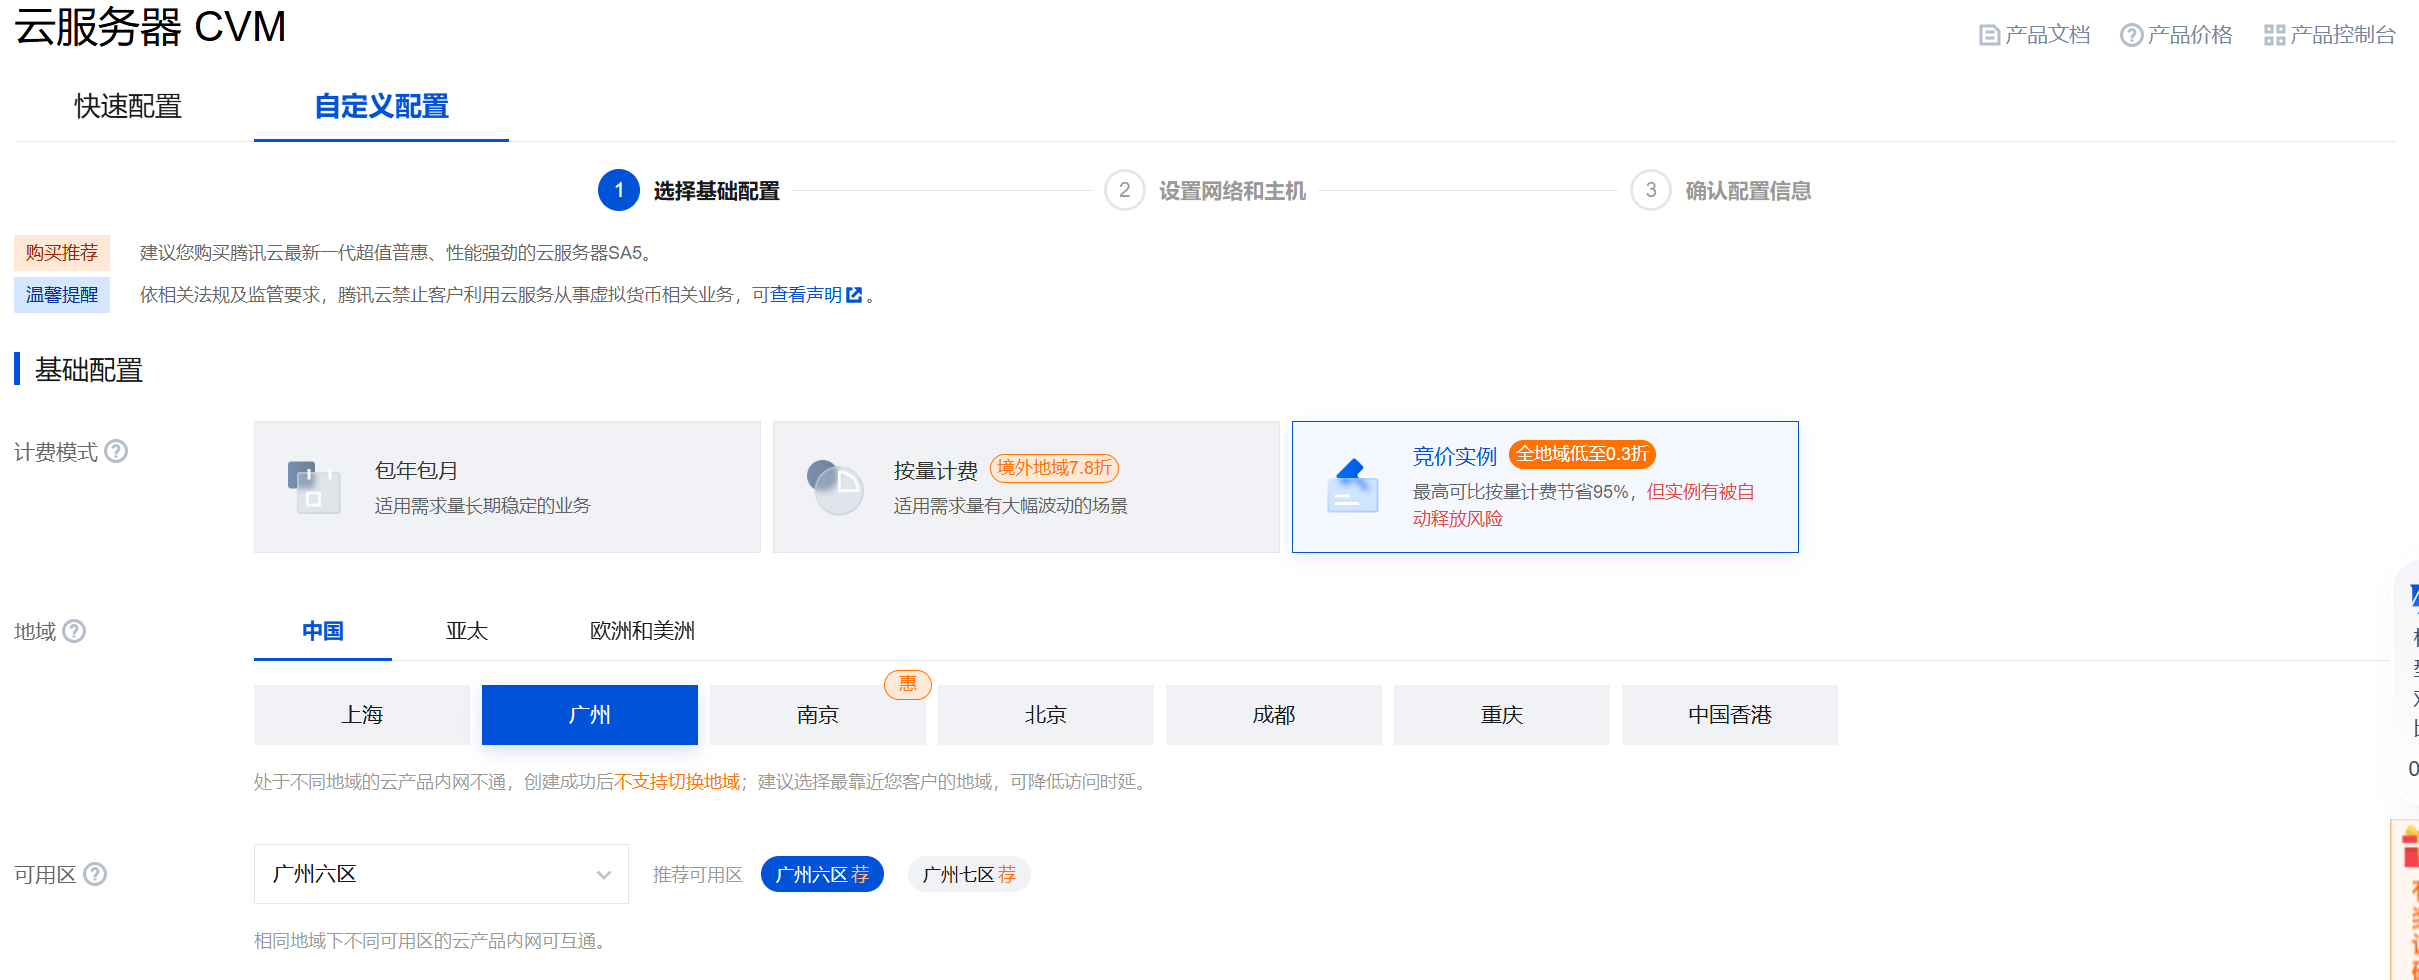 云服务器 CVM
产品文档 产品价格 产品控制台
快速配置 自定义配置
1 选择基础配置 2 设置网络和主机 3 确认配置信息
购买推荐 建议您购买腾讯云最新一代超值普惠、性能强劲的云服务器SA5。
温馨提醒 依相关法规及监管要求，腾讯云禁止客户利用云服务从事虚拟货币相关业务，可查看声明。
基础配置
计费模式
包年包月
适用需求量长期稳定的业务
按量计费 境外地域7.8折
适用需求量有大幅波动的场景
竞价实例 全地域低至0.3折
最高可比按量计费节省95%，但实例有被自
动释放风险
地域 中国 亚太 欧洲和美洲
惠
上海 广州 南京 北京 成都 重庆 中国香港
处于不同地域的云产品内网不通，创建成功后不支持切换地域；建议选择最靠近您客户的地域，可降低访问时延。
可用区 广州六区 推荐可用区 广州六区 荐 广州七区 荐
相同地域下不同可用区的云产品内网可互通。